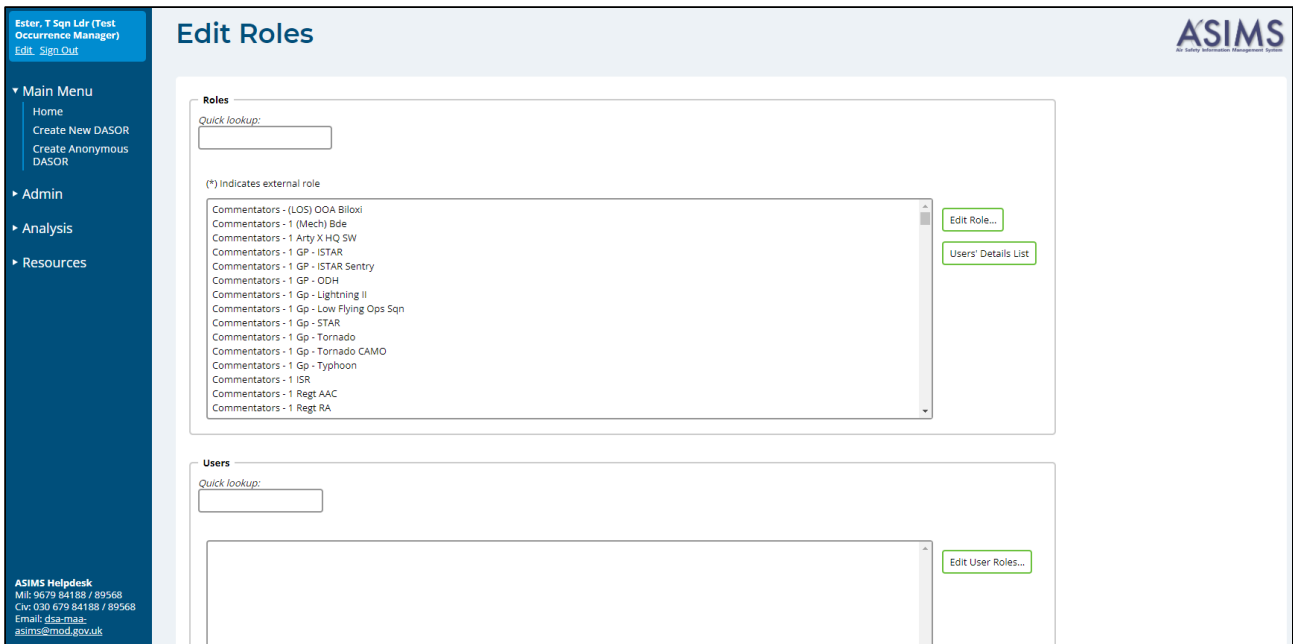 Ester, T Sqn Ldr (Test
Occurrence Manager)
Edit Sign Out
Edit Roles
ASIMS
Air Safety Information Management System
Main Menu
Home
Create New DASOR
Create Anonymous
DASOR
Admin
Analysis
Resources
Roles
Quick lookup:
(*) Indicates external role
Commentators - (LOS) OOA Biloxi
Commentators - 1 (Mech) Bde
Commentators - 1 Arty X HQ SW
Commentators - 1 GP - ISTAR
Commentators - 1 GP - ISTAR Sentry
Commentators - 1 GP - ODH
Commentators - 1 Gp - Lightning II
Commentators - 1 Gp - Low Flying Ops Sqn
Commentators - 1 Gp - STAR
Commentators - 1 Gp - Tornado
Commentators - 1 Gp - Tornado CAMO
Commentators - 1 Gp - Typhoon
Commentators - 1 ISR
Commentators - 1 Regt AAC
Commentators - 1 Regt RA
Edit Role...
Users' Details List
Users
Quick lookup:
Edit User Roles...
ASIMS Helpdesk
Mil: 9679 84188 / 89568
Civ: 030 679 84188 / 89568
Email: dsa-maa-
asims@mod.gov.uk